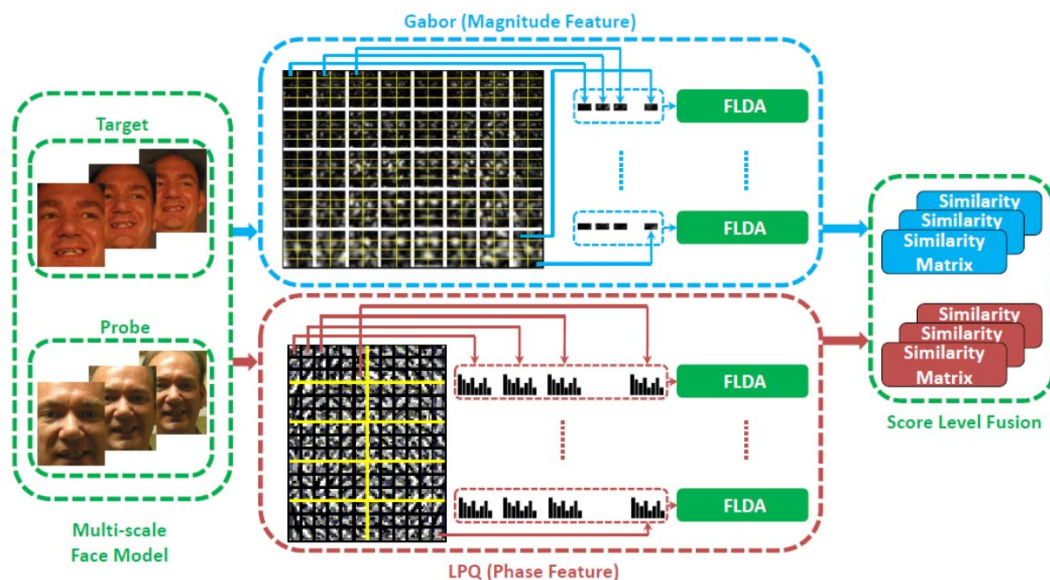 Gabor (Magnitude Feature)
Target
FLDA
FLDA
Probe
Similarity
Similarity
Similarity
Matrix
Similarity
Similarity
Similarity
Matrix
FLDA
FLDA
Score Level Fusion
Multi-scale
Face Model
LPQ (Phase Feature)